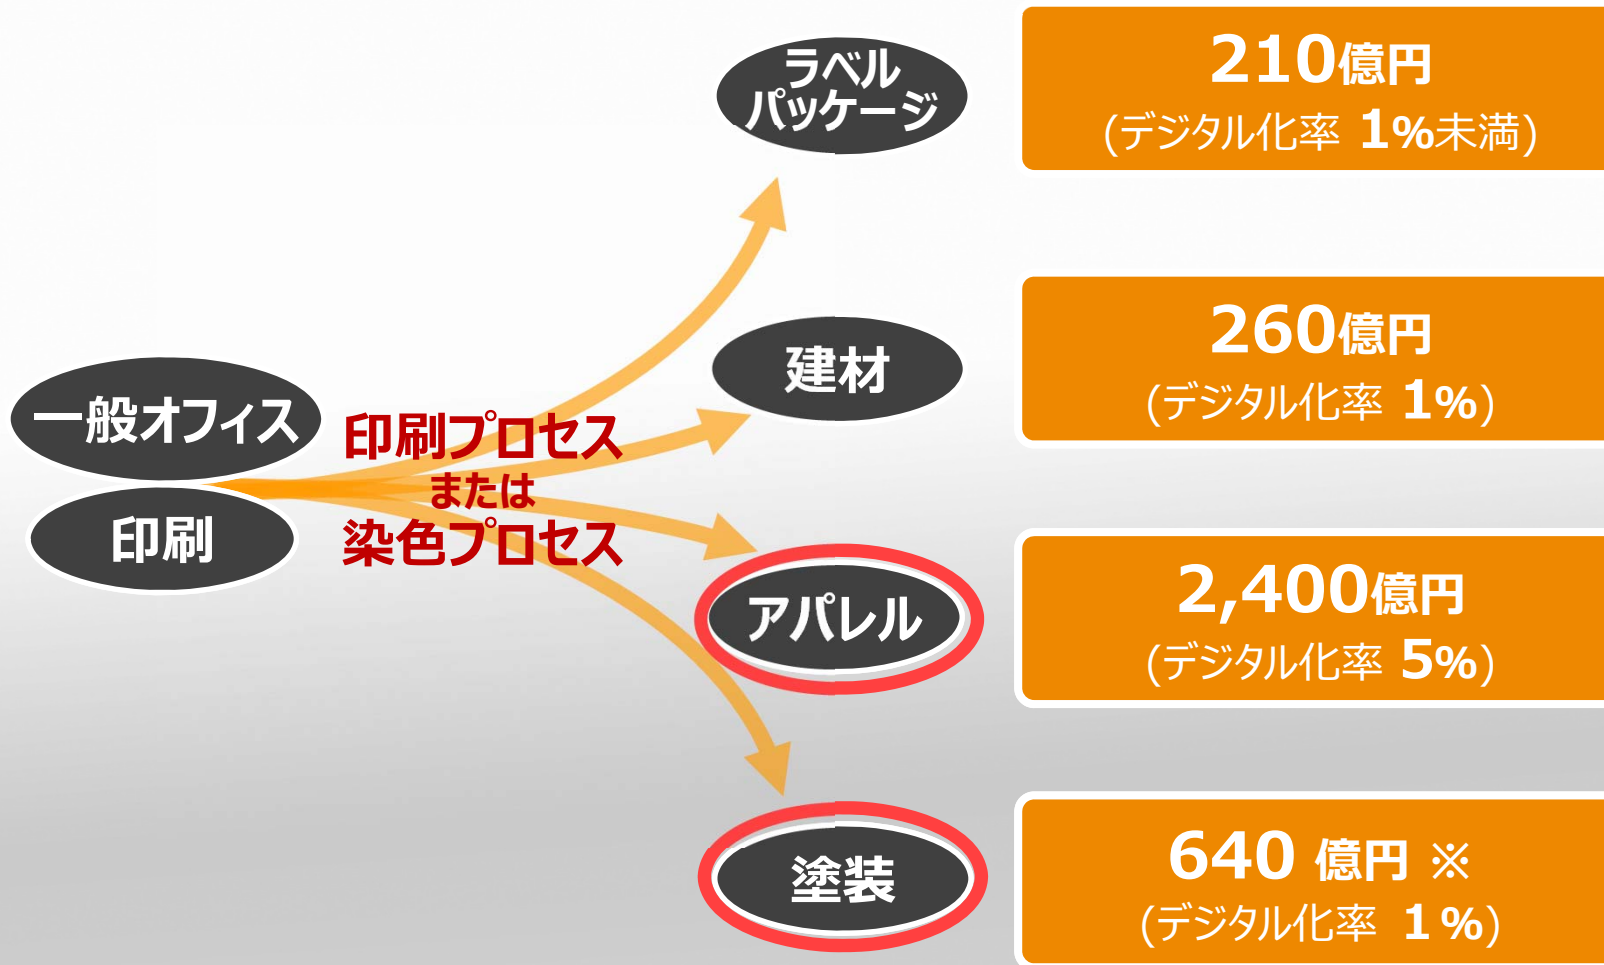 ラベル
パッケージ
210億円
(デジタル化率 1%未満)
建材
260億円
(デジタル化率 1%)
一般オフィス
印刷
印刷プロセス
または
染色プロセス
アパレル
2,400億円
(デジタル化率 5%)
塗装
640 億円 ※
(デジタル化率 1%)